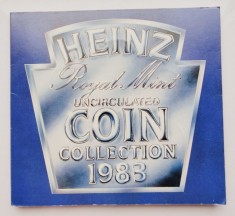 HEINZ
Royal Mint
UNCIRCULATED
COIN
COLLECTION
1983